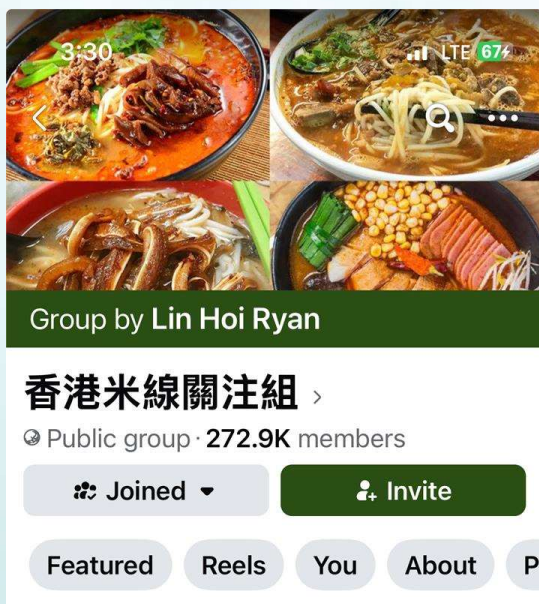 3:30 LTE 67
Group by Lin Hoi Ryan
香港米線關注組
Public group · 272.9K members
Joined Invite
Featured Reels You About P